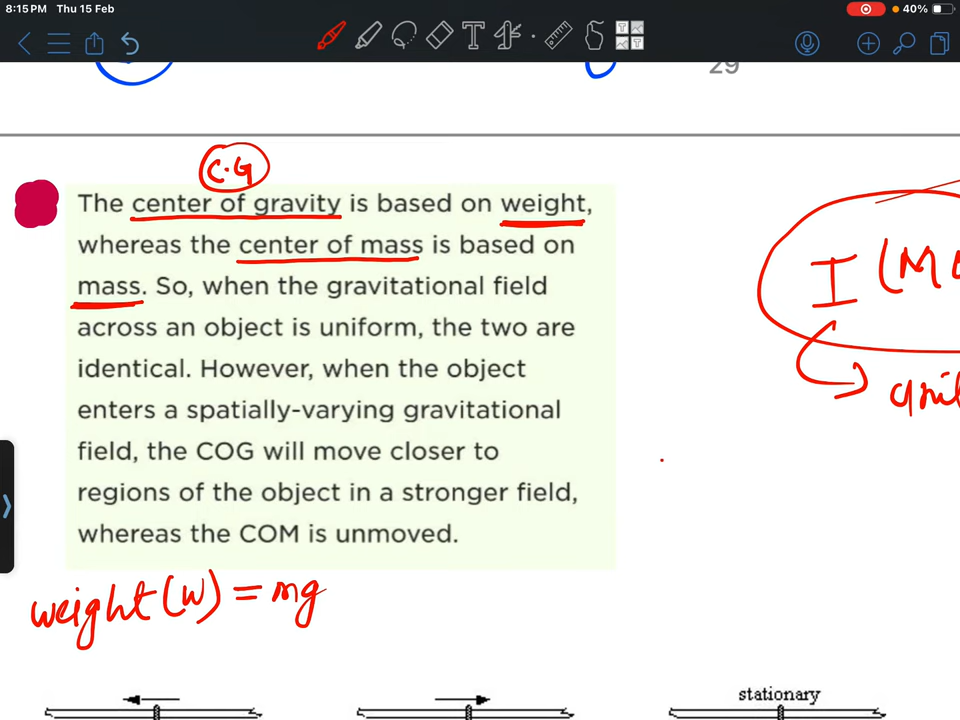 8:15 PM Thu 15 Feb
40%
29
C.G
The center of gravity is based on weight,
whereas the center of mass is based on
mass. So, when the gravitational field
across an object is uniform, the two are
identical. However, when the object
enters a spatially-varying gravitational
field, the COG will move closer to
regions of the object in a stronger field,
whereas the COM is unmoved.
I (M
weight (W) = mg
stationary